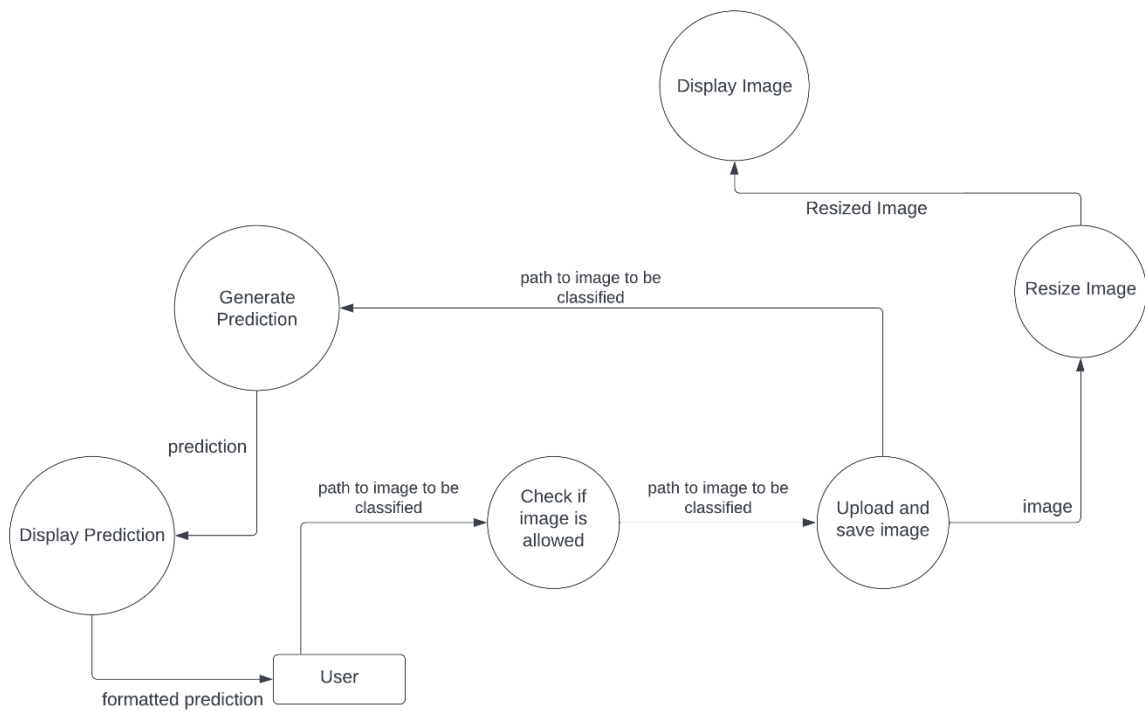 Display Image
Resized Image
Generate
Prediction
path to image to be
classified
Resize Image
prediction
Display Prediction
path to image to be
classified
Check if
image is
allowed
path to image to be
classified
Upload and
save image
image
User
formatted prediction